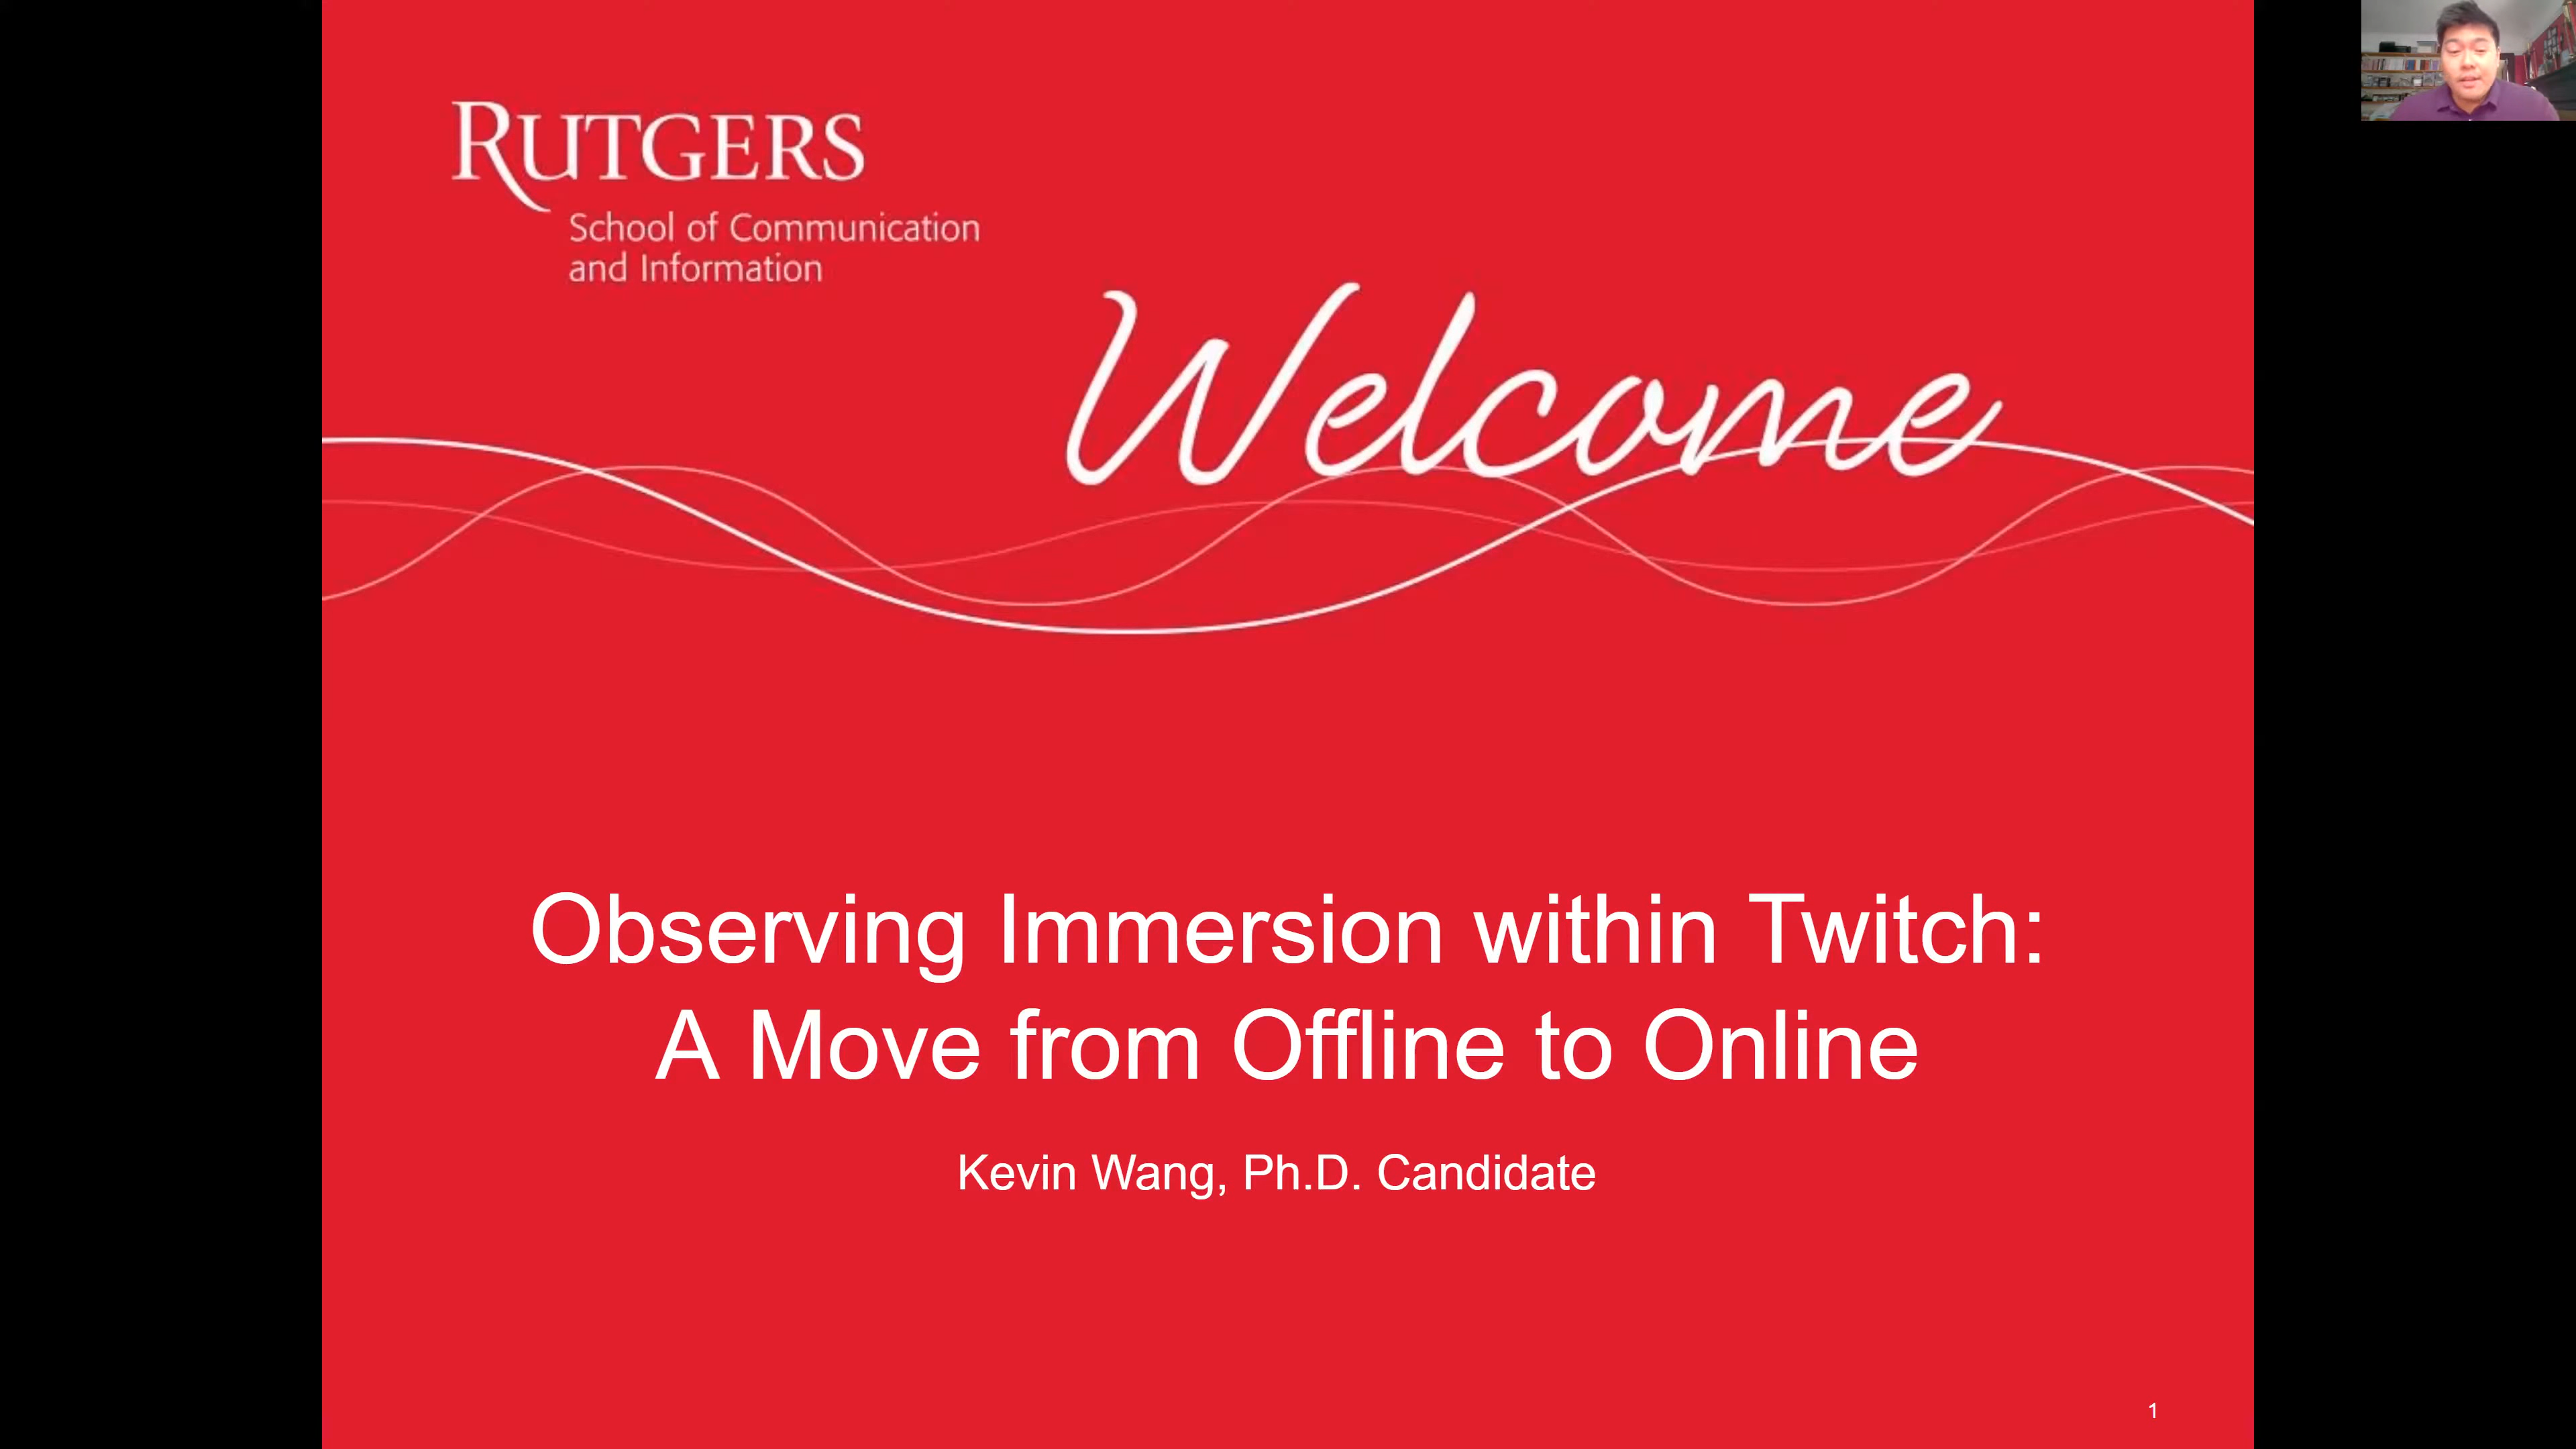 RUTGERS
School of Communication
and Information
Welcome
Observing Immersion within Twitch:
A Move from Offline to Online
Kevin Wang, Ph.D. Candidate
1